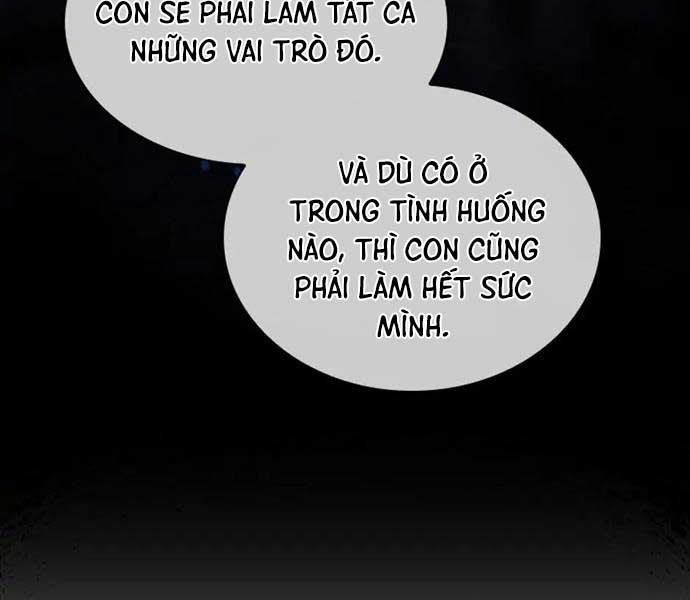 CON SẼ PHẢI LÀM TẤT CẢ
NHỮNG VAI TRÒ ĐÓ.
VÀ DÙ CÓ Ở
TRONG TÌNH HUỐNG
NÀO, THÌ CON CŨNG
PHẢI LÀM HẾT SỨC
MÌNH.